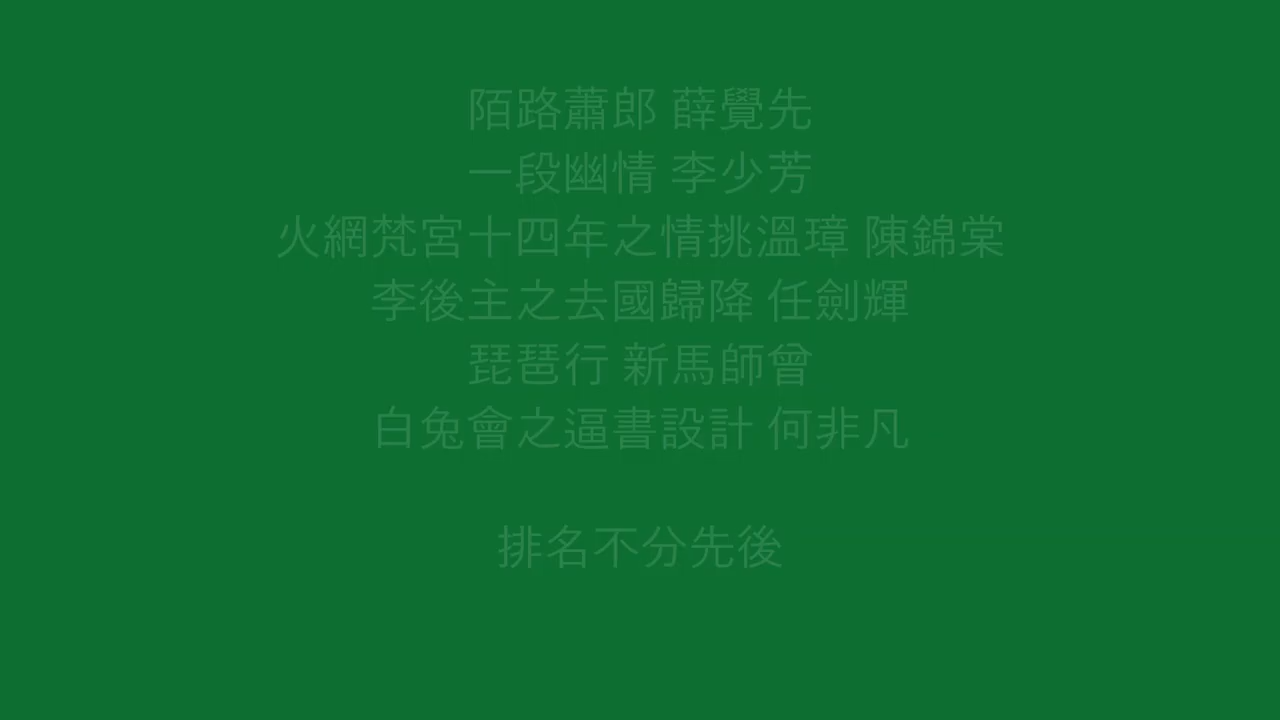 陌路蕭郎 薛覺先
一段幽情 李少芳
火網梵宮十四年之情挑溫璋 陳錦棠
李後主之去國歸降 任劍輝
琵琶行 新馬師曾
白兔會之逼書設計 何非凡
排名不分先後